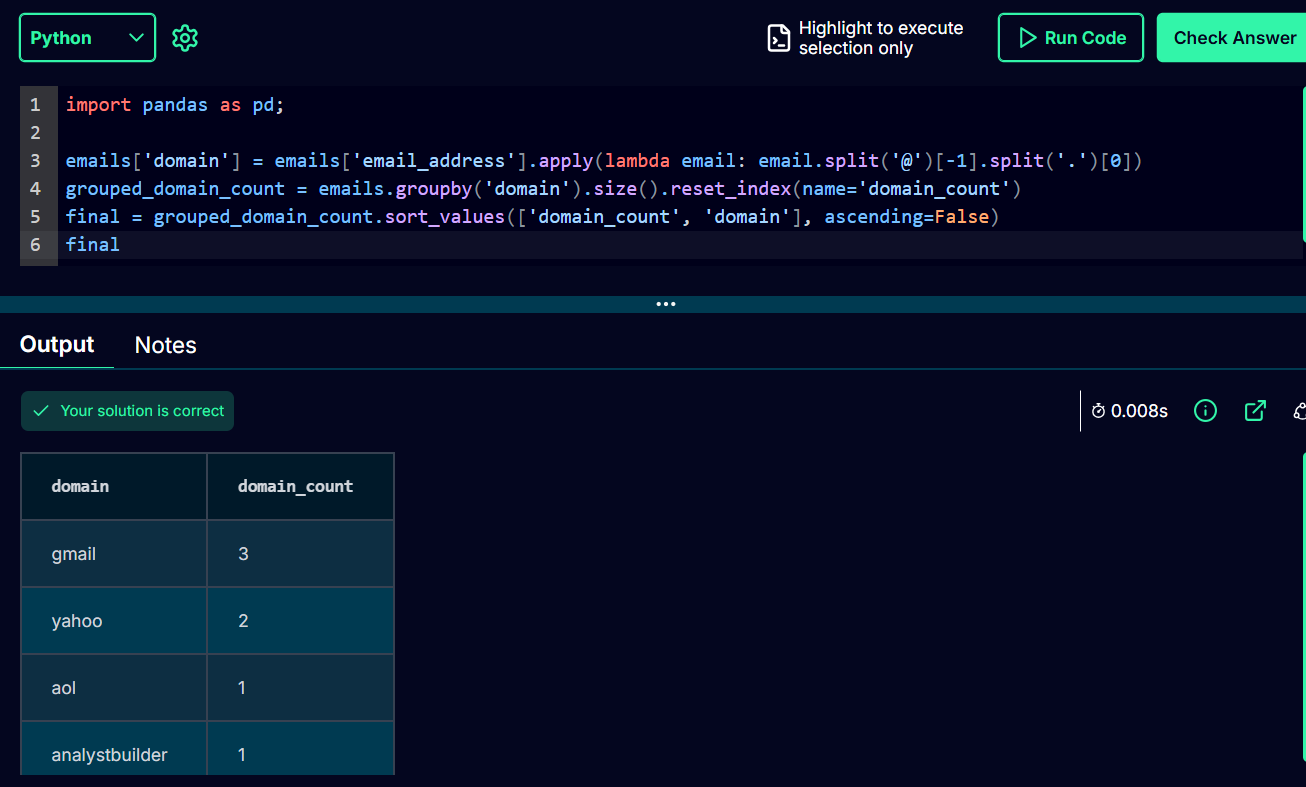 Python
Highlight to execute
selection only
Run Code
Check Answer
1 import pandas as pd;
2
3 emails['domain'] = emails['email_address'].apply(lambda email: email.split('@')[-1].split('.')[0])
4 grouped_domain_count = emails.groupby('domain').size().reset_index(name='domain_count')
5 final = grouped_domain_count.sort_values(['domain_count', 'domain'], ascending=False)
6 final
Output Notes
Your solution is correct
0.008s
domain domain_count
gmail 3
yahoo 2
aol 1
analystbuilder 1